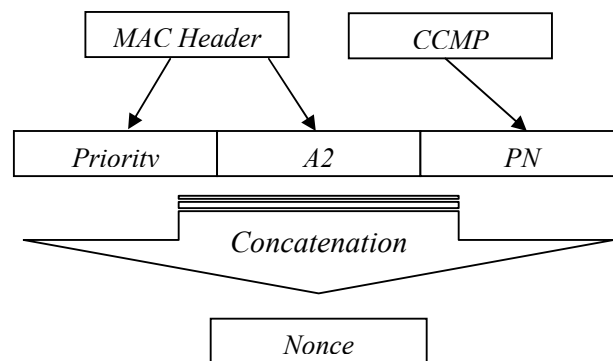 MAC Header
CCMP
Priority
A2
PN
Concatenation
Nonce